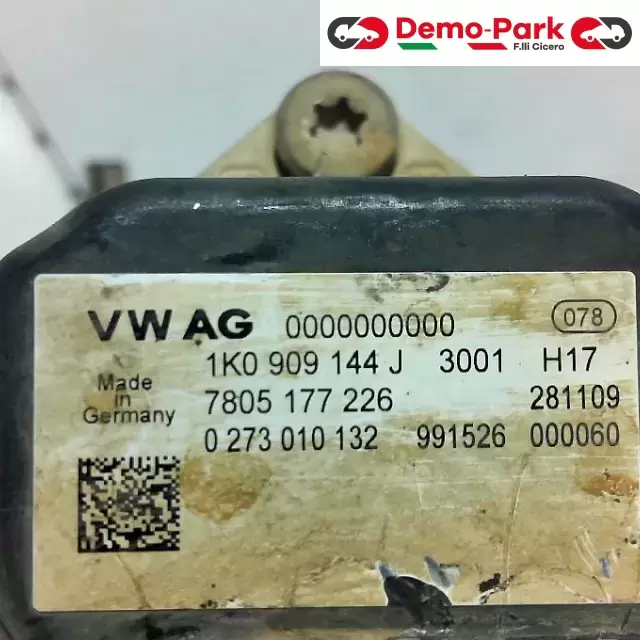 Demo-Park
F.lli Cicero
VW AG 0000000000 078
1K0 909 144 J 3001 H17
Made in Germany
7805 177 226 281109
0 273 010 132 991526 000060